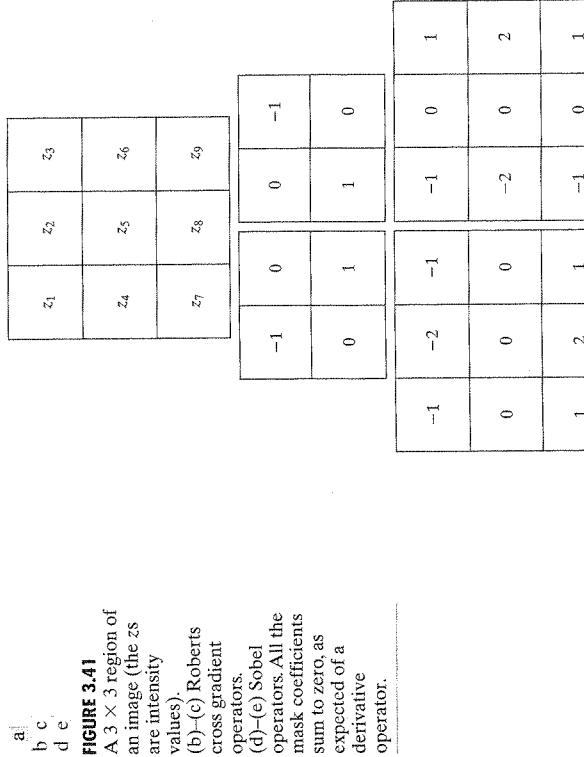 a
b c
d e
FIGURE 3.41
A 3 × 3 region of
an image (the zs
are intensity
values).
(b)–(c) Roberts
cross gradient
operators.
(d)–(e) Sobel
operators. All the
mask coefficients
sum to zero, as
expected of a
derivative
operator.
z₁ z₂ z₃
z₄ z₅ z₆
z₇ z₈ z₉
−1 0 0 −1
0 1 1 0
−1 −2 −1 −1 0 1
0 0 0 −2 0 2
1 2 1 −1 0 1